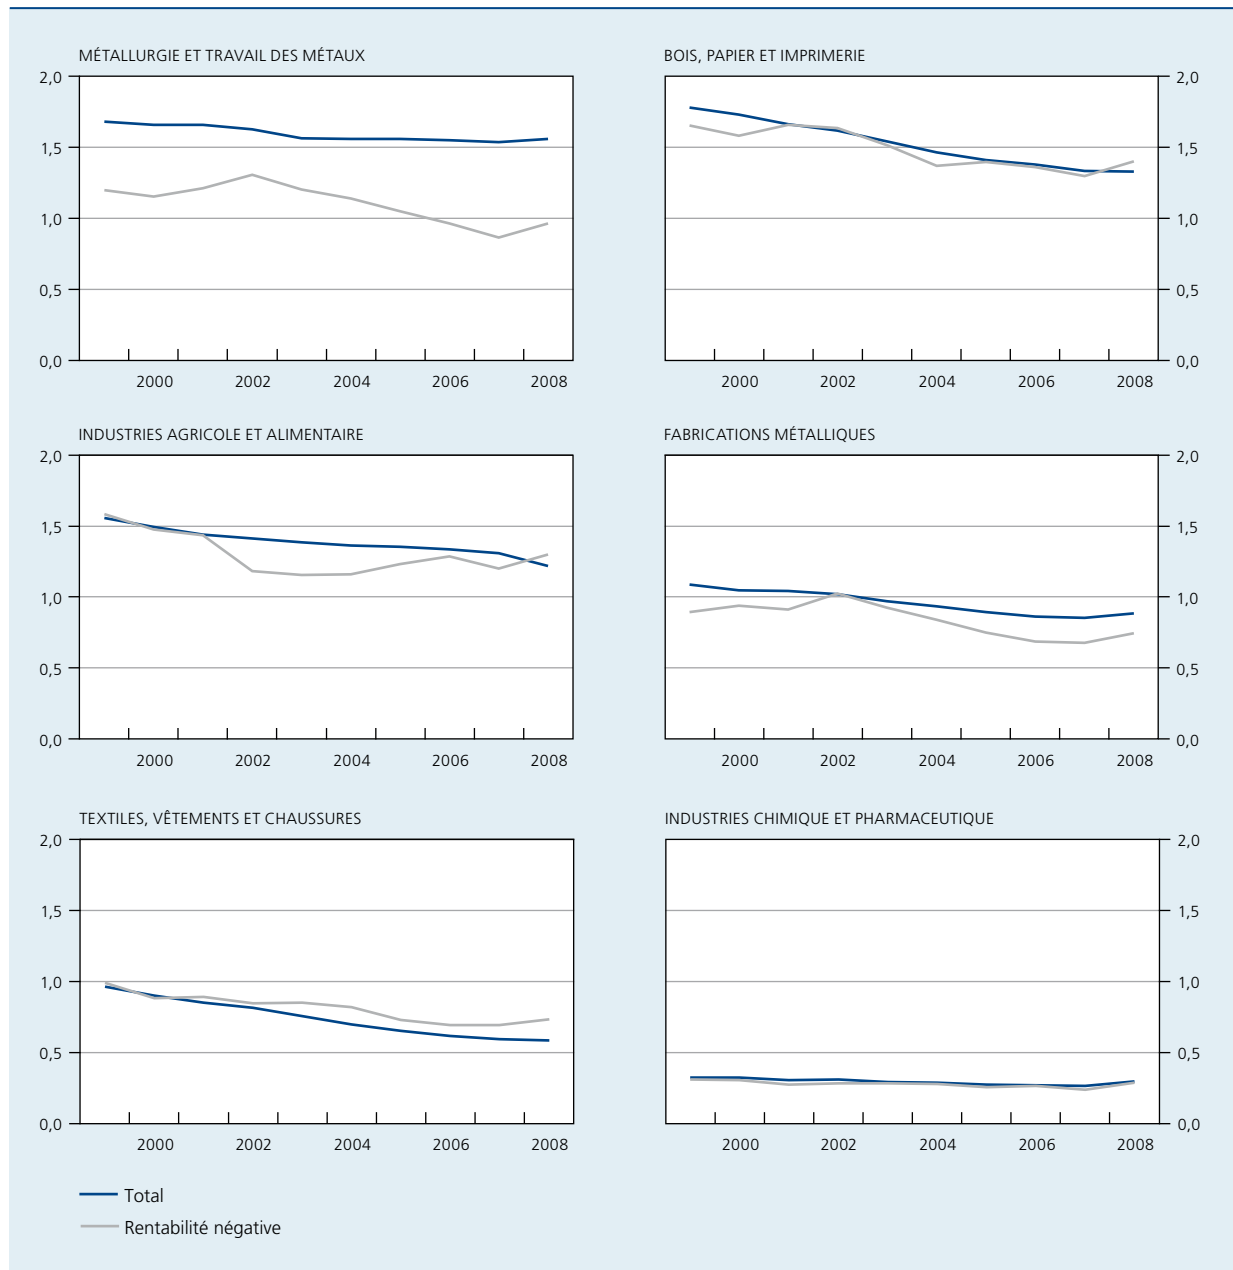 MÉTALLURGIE ET TRAVAIL DES MÉTAUX
2,0
1,5
1,0
0,5
0,0
2000 2002 2004 2006 2008
BOIS, PAPIER ET IMPRIMERIE
2,0
1,5
1,0
0,5
0,0
2000 2002 2004 2006 2008
INDUSTRIES AGRICOLE ET ALIMENTAIRE
2,0
1,5
1,0
0,5
0,0
2000 2002 2004 2006 2008
FABRICATIONS MÉTALLIQUES
2,0
1,5
1,0
0,5
0,0
2000 2002 2004 2006 2008
TEXTILES, VÊTEMENTS ET CHAUSSURES
2,0
1,5
1,0
0,5
0,0
2000 2002 2004 2006 2008
INDUSTRIES CHIMIQUE ET PHARMACEUTIQUE
2,0
1,5
1,0
0,5
0,0
2000 2002 2004 2006 2008
Total
Rentabilité négative